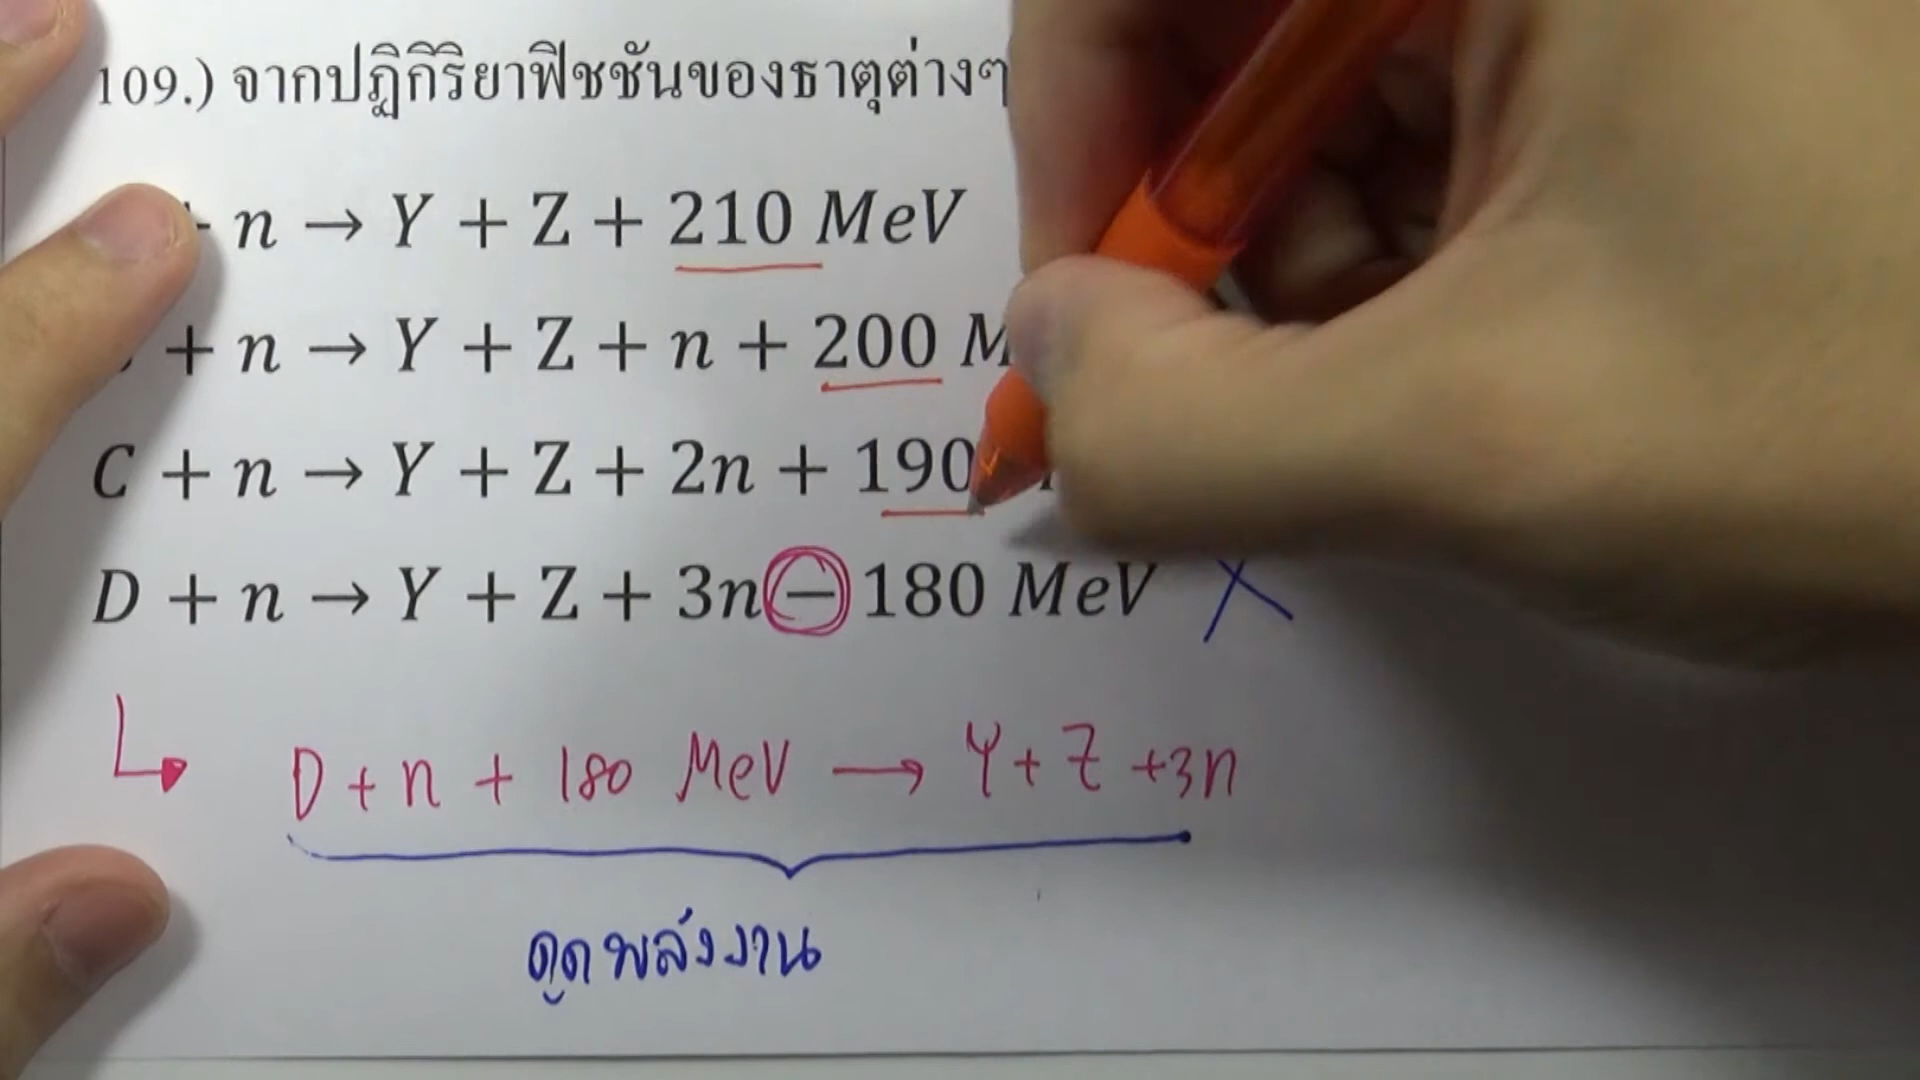 109.) จากปฏิกิริยาฟิชชันของธาตุต่างๆ
+ n → Y + Z + 210 MeV
+ n → Y + Z + n + 200 M
C + n → Y + Z + 2n + 190
D + n → Y + Z + 3n − 180 MeV X
D + n + 180 MeV → Y + Z + 3n
ดูดพลังงาน